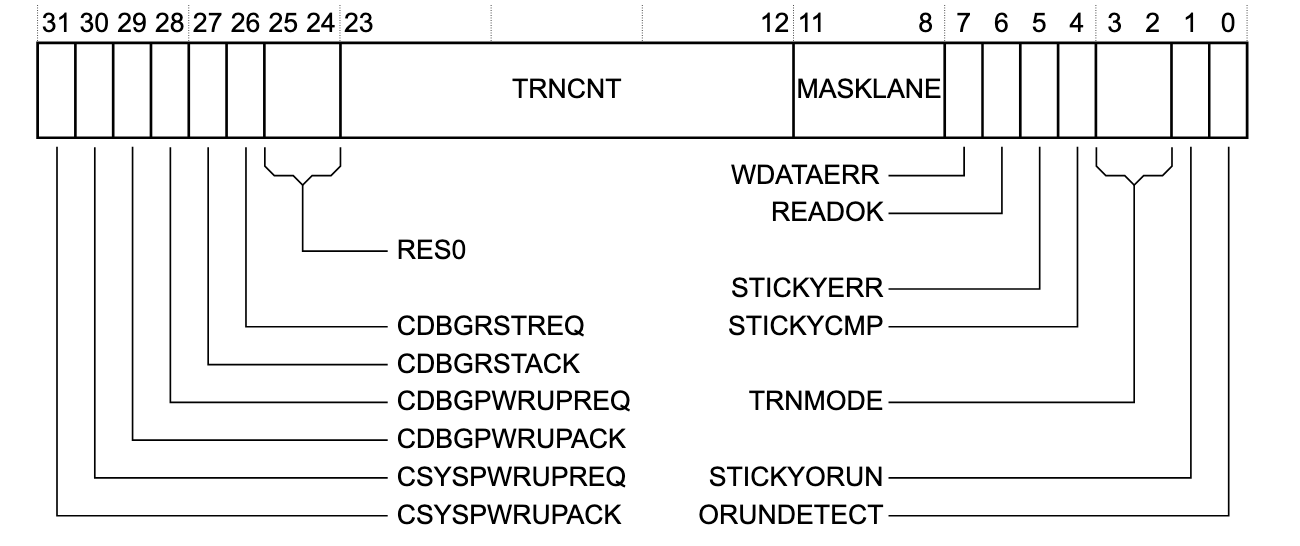 31 30 29 28 27 26 25 24 23 12 11 8 7 6 5 4 3 2 1 0
TRNCNT MASKLANE
WDATAERR
READOK
RES0
STICKYERR
CDBGRSTREQ STICKYCMP
CDBGRSTACK
CDBGPWRUPREQ TRNMODE
CDBGPWRUPACK
CSYSPWRUPREQ STICKYORUN
CSYSPWRUPACK ORUNDETECT